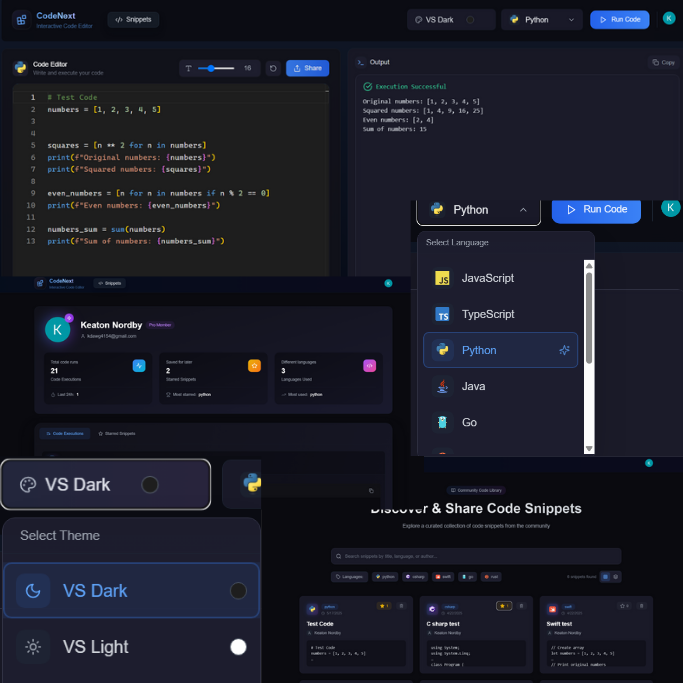 CodeNext
Interactive Code Editor
</> Snippets
VS Dark
Python
Run Code
K
Code Editor
Write and execute your code
T
16
Share
1 # Test Code
2 numbers = [1, 2, 3, 4, 5]
3
4
5 squares = [n ** 2 for n in numbers]
6 print(f"Original numbers: {numbers}")
7 print(f"Squared numbers: {squares}")
8
9 even_numbers = [n for n in numbers if n % 2 == 0]
10 print(f"Even numbers: {even_numbers}")
11
12 numbers_sum = sum(numbers)
13 print(f"Sum of numbers: {numbers_sum}")
Output
Copy
Execution Successful
Original numbers: [1, 2, 3, 4, 5]
Squared numbers: [1, 4, 9, 16, 25]
Even numbers: [2, 4]
Sum of numbers: 15
Python
Run Code
K
Select Language
JS JavaScript
TS TypeScript
Python
Java
Go
CodeNext
Interactive Code Editor
Snippets
K
K
Keaton Nordby
Pro Member
Total code runs
21
Code Executions
Last 24h: 1
Saved for later
2
Starred Snippets
Most starred: python
Different languages
3
Languages Used
Most used: python
Code Executions
Starred Snippets
VS Dark
Select Theme
VS Dark
VS Light
K
Community Code Library
Discover & Share Code Snippets
Explore a curated collection of code snippets from the community
Search snippets by title, language, or author...
Languages
python
csharp
swift
go
rust
6 snippets found
python
1
Test Code
Keaton Nordby
# Test Code
numbers = [1, 2, 3, 4, 5]
csharp
1
C sharp test
Keaton Nordby
using System;
using System.Linq;
class Program {
swift
0
Swift test
Keaton Nordby
// Create array
let numbers = [1, 2, 3, 4, 5]
// Print original numbers